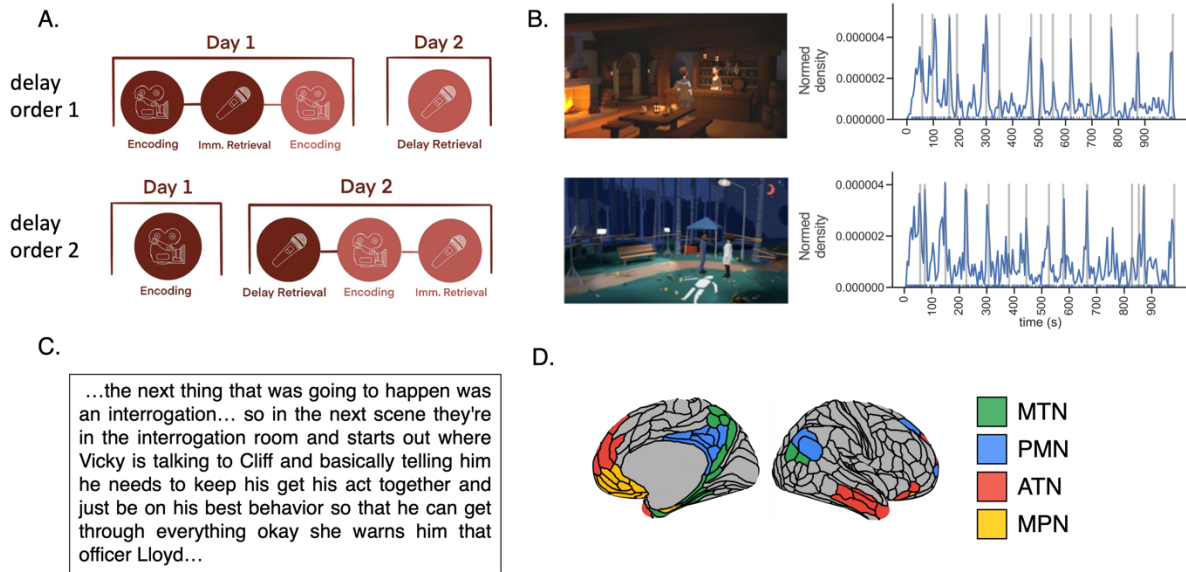 A.
Day 1
Day 2
delay
order 1
Encoding
Imm. Retrieval
Encoding
Delay Retrieval
Day 1
Day 2
delay
order 2
Encoding
Delay Retrieval
Encoding
Imm. Retrieval
B.
Normed
density
0.000004
0.000002
0.000000
0
100
200
300
400
500
600
700
800
900
Normed
density
0.000004
0.000002
0.000000
0
100
200
300
400
500
600
700
800
900
time (s)
C.
…the next thing that was going to happen was
an interrogation… so in the next scene they're
in the interrogation room and starts out where
Vicky is talking to Cliff and basically telling him
he needs to keep his get his act together and
just be on his best behavior so that he can get
through everything okay she warns him that
officer Lloyd…
D.
MTN
PMN
ATN
MPN